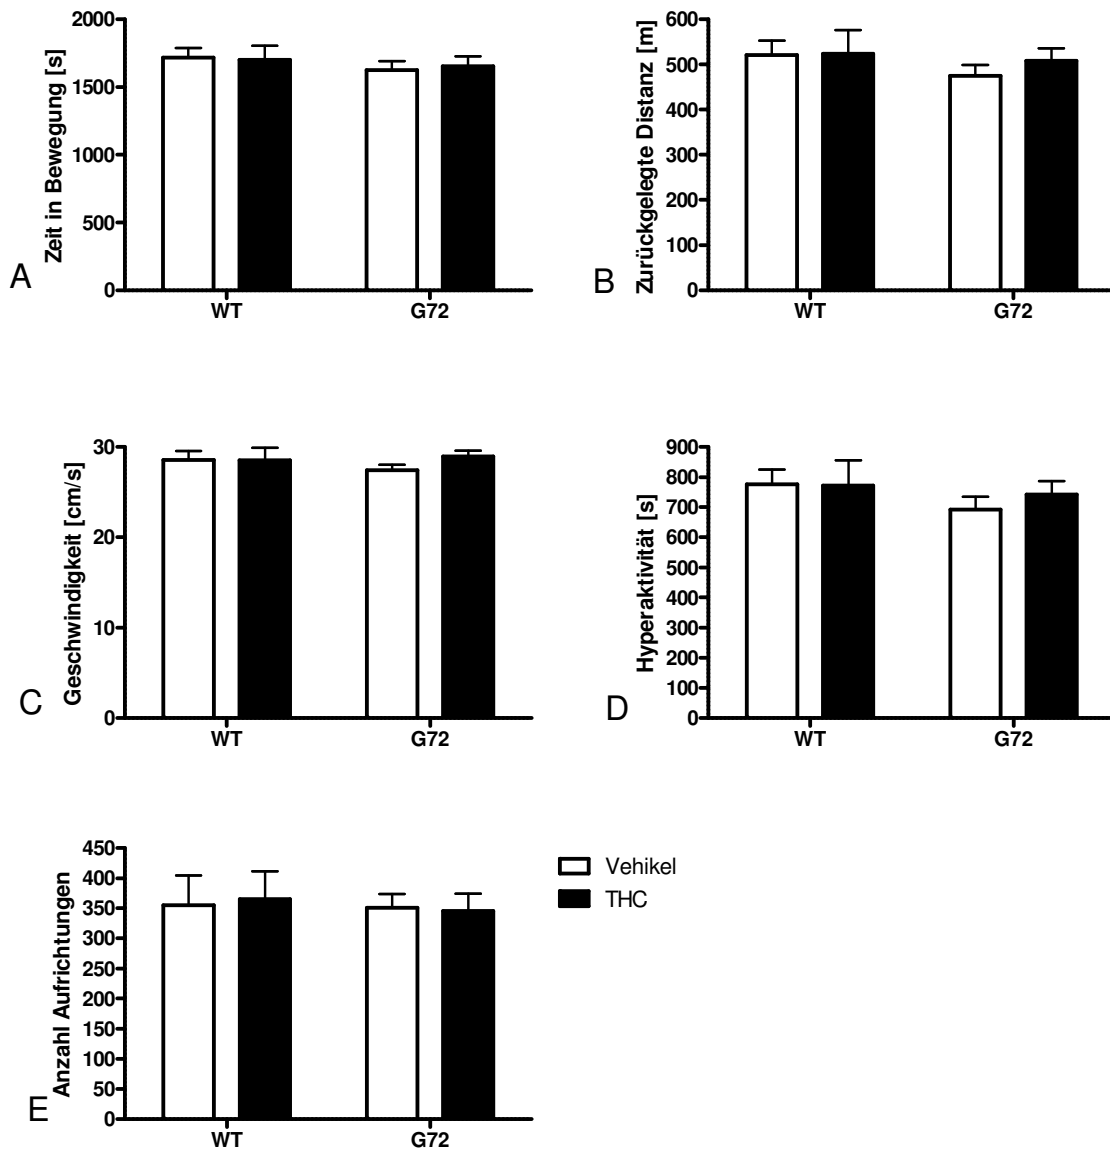 Zeit in Bewegung [s]
2000
1500
1000
500
0
WT
G72
A
Zurückgelegte Distanz [m]
600
500
400
300
200
100
0
WT
G72
B
Geschwindigkeit [cm/s]
30
20
10
0
WT
G72
C
Hyperaktivität [s]
900
800
700
600
500
400
300
200
100
0
WT
G72
D
Anzahl Aufrichtungen
450
400
350
300
250
200
150
100
50
0
WT
G72
E
Vehikel
THC